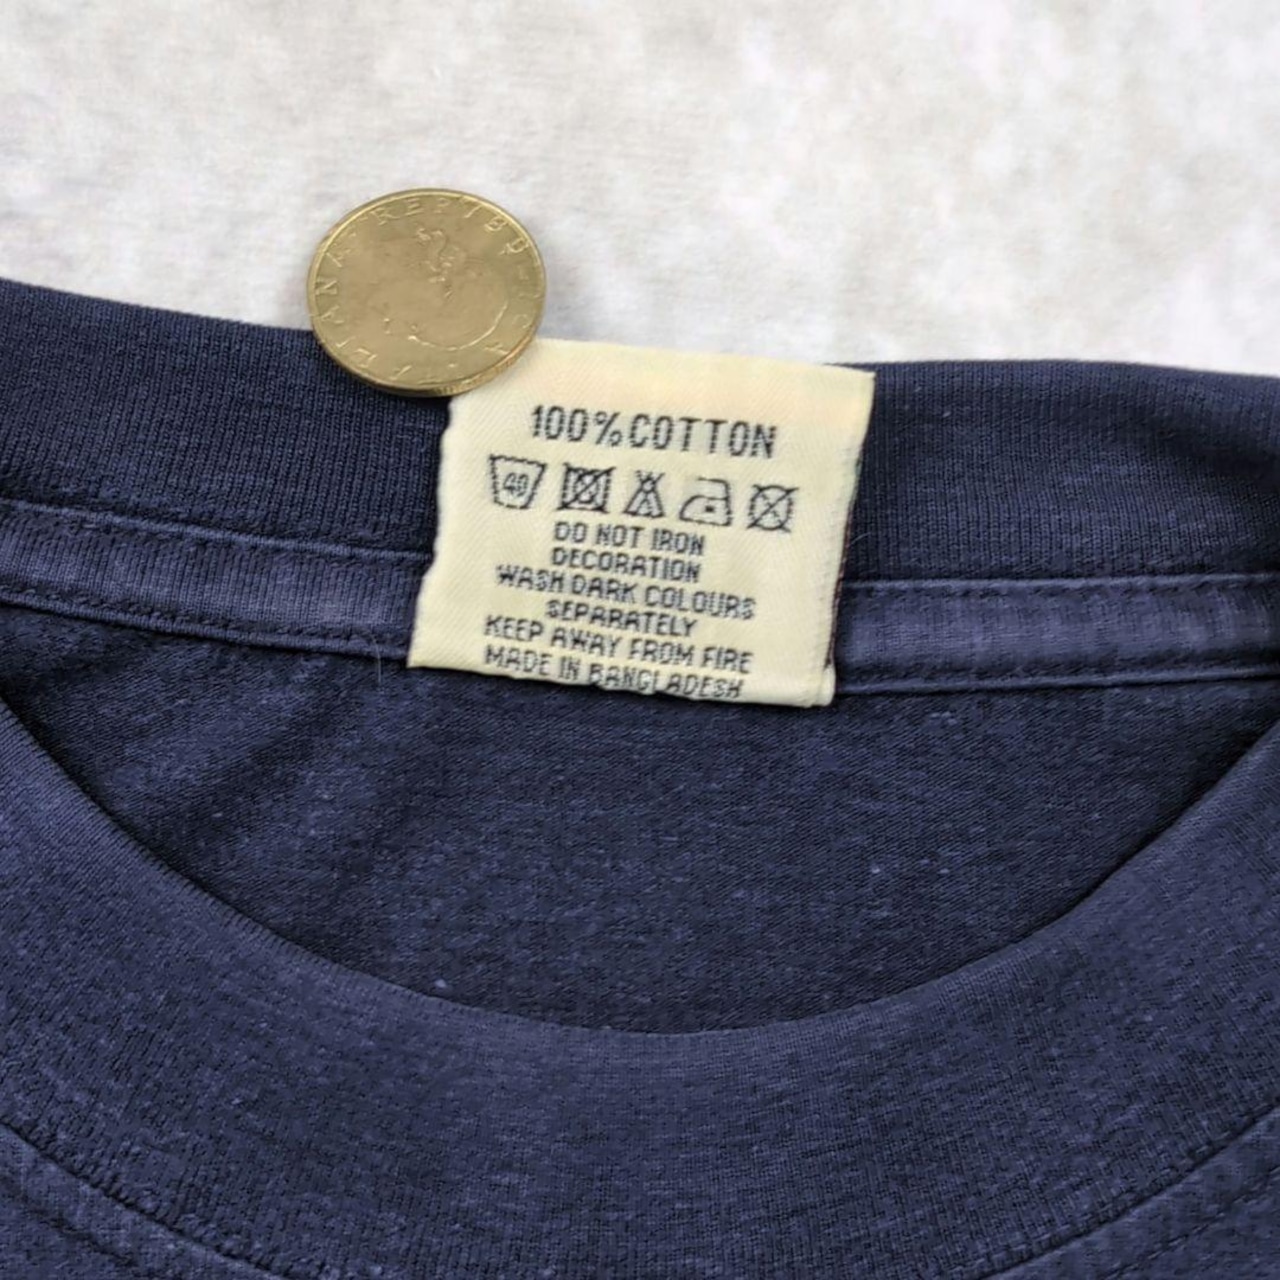 100% COTTON
40
DO NOT IRON
DECORATION
WASH DARK COLOURS
SEPARATELY
KEEP AWAY FROM FIRE
MADE IN BANGLADESH